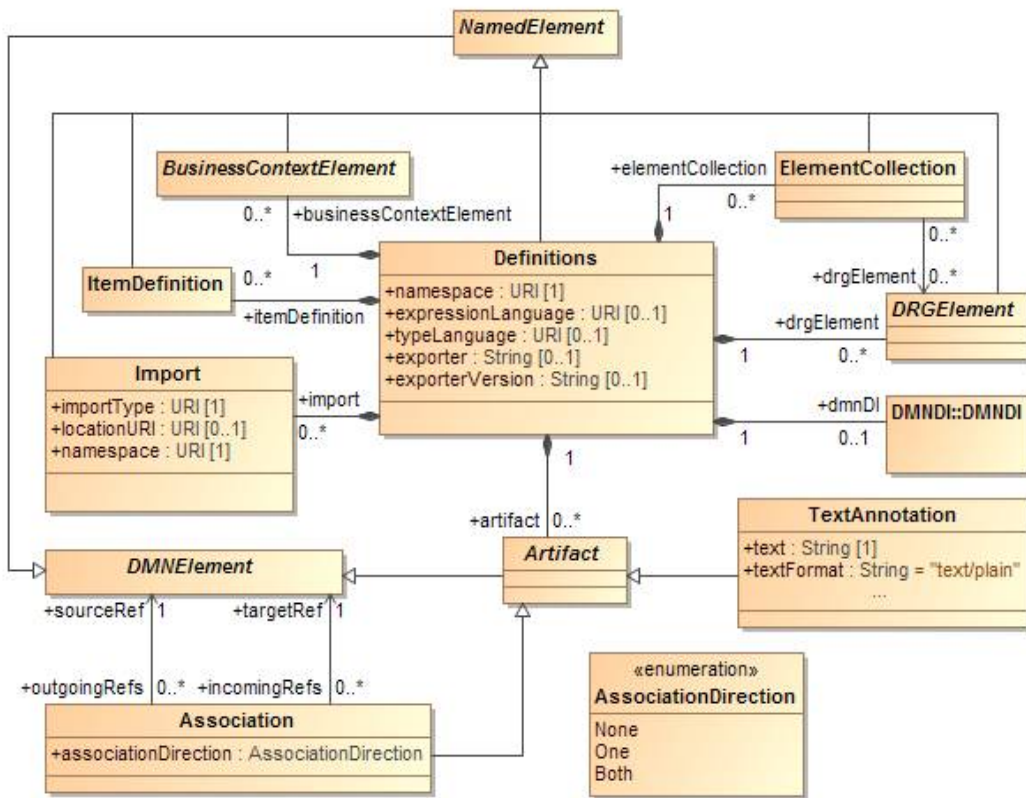 NamedElement
BusinessContextElement
+elementCollection
0..*
1
ElementCollection
0..*
+businessContextElement
1
0..*
Definitions
+namespace : URI [1]
+expressionLanguage : URI [0..1]
+typeLanguage : URI [0..1]
+exporter : String [0..1]
+exporterVersion : String [0..1]
ItemDefinition
0..*
+itemDefinition
+drgElement
0..*
DRGElement
+drgElement
1
0..*
Import
+importType : URI [1]
+locationURI : URI [0..1]
+namespace : URI [1]
+import
0..*
+dmnDI
1
0..1
DMNDI::DMNDI
1
+artifact
0..*
TextAnnotation
+text : String [1]
+textFormat : String = "text/plain"
...
DMNElement
Artifact
+sourceRef
1
+targetRef
1
+outgoingRefs
0..*
+incomingRefs
0..*
Association
+associationDirection : AssociationDirection
«enumeration»
AssociationDirection
None
One
Both